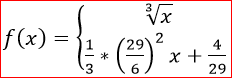 f(x) = { ∛x
1/3 * (29/6)^2 x + 4/29